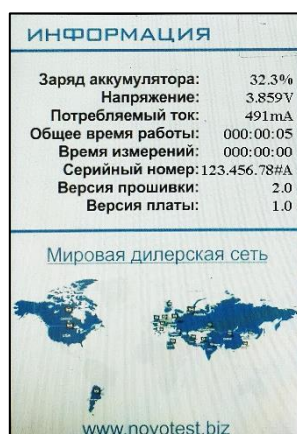 ИНФОРМАЦИЯ
Заряд аккумулятора: 32.3%
Напряжение: 3.859V
Потребляемый ток: 491mA
Общее время работы: 000:00:05
Время измерений: 000:00:00
Серийный номер: 123.456.78#A
Версия прошивки: 2.0
Версия платы: 1.0
Мировая дилерская сеть
www.novotest.biz